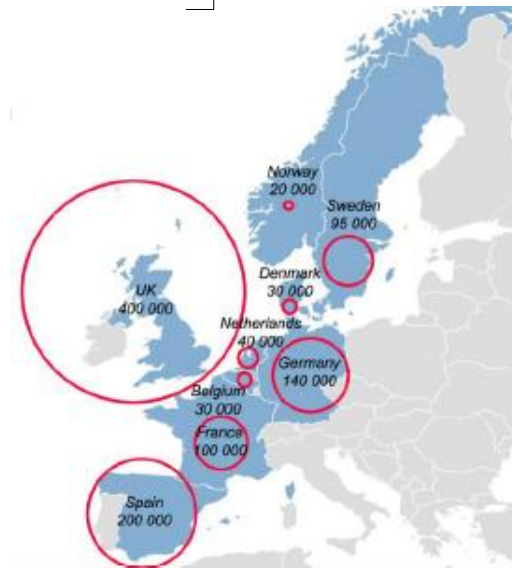 Norway
20 000
Sweden
95 000
UK
400 000
Denmark
30 000
Netherlands
40 000
Germany
140 000
Belgium
30 000
France
100 000
Spain
200 000